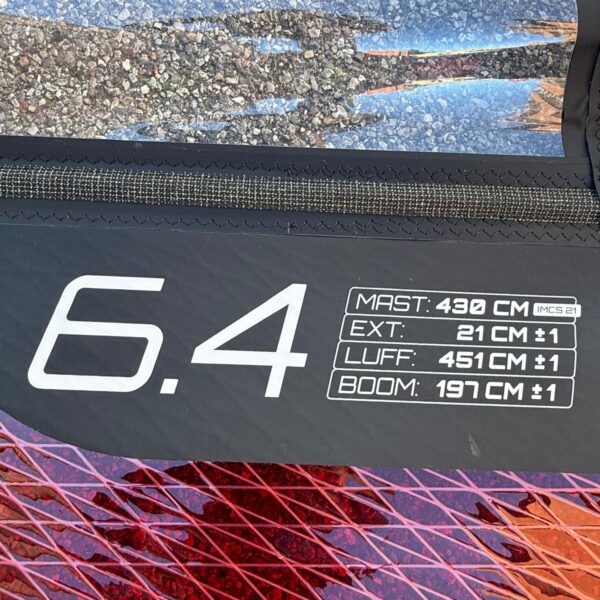 6.4
MAST: 430 CM IMCS 21
EXT: 21 CM ±1
LUFF: 451 CM ±1
BOOM: 197 CM ±1